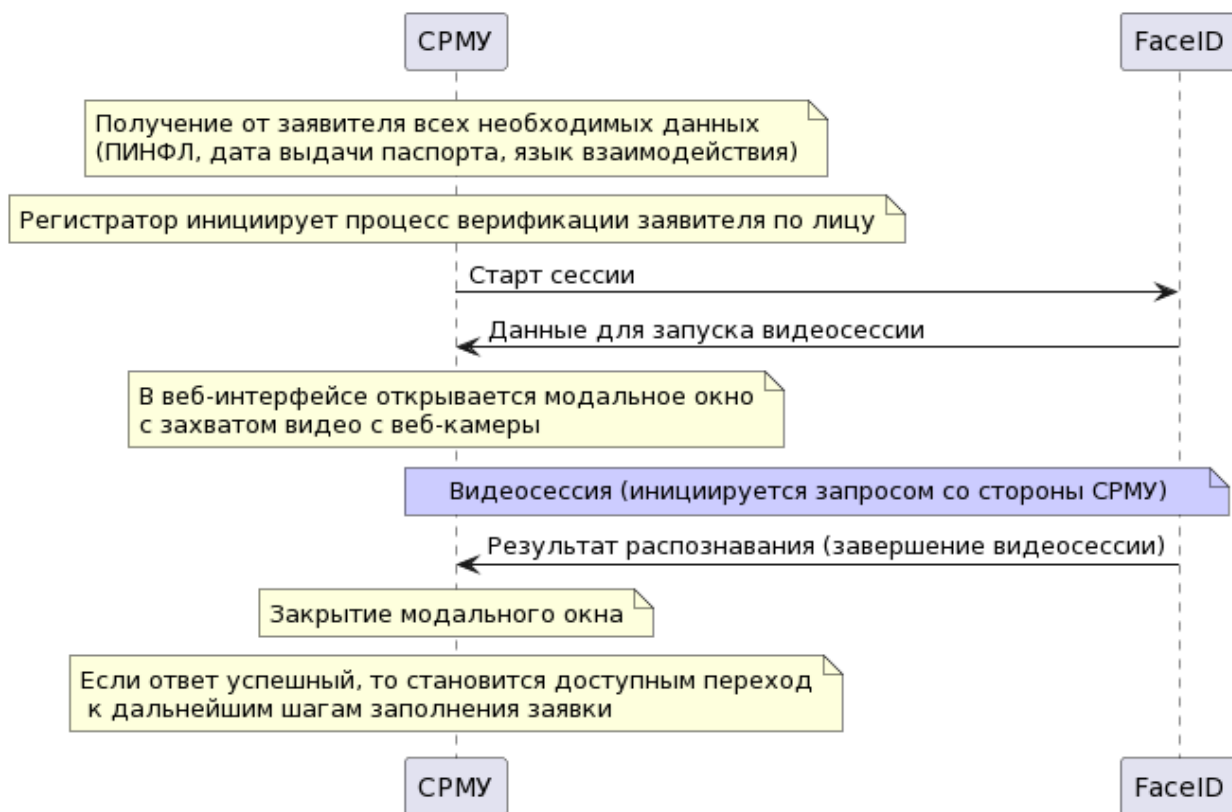 СРМУ
FaceID
Получение от заявителя всех необходимых данных
(ПИНФЛ, дата выдачи паспорта, язык взаимодействия)
Регистратор инициирует процесс верификации заявителя по лицу
Старт сессии
Данные для запуска видеосессии
В веб-интерфейсе открывается модальное окно
с захватом видео с веб-камеры
Видеосессия (инициируется запросом со стороны СРМУ)
Результат распознавания (завершение видеосессии)
Закрытие модального окна
Если ответ успешный, то становится доступным переход
к дальнейшим шагам заполнения заявки
СРМУ
FaceID